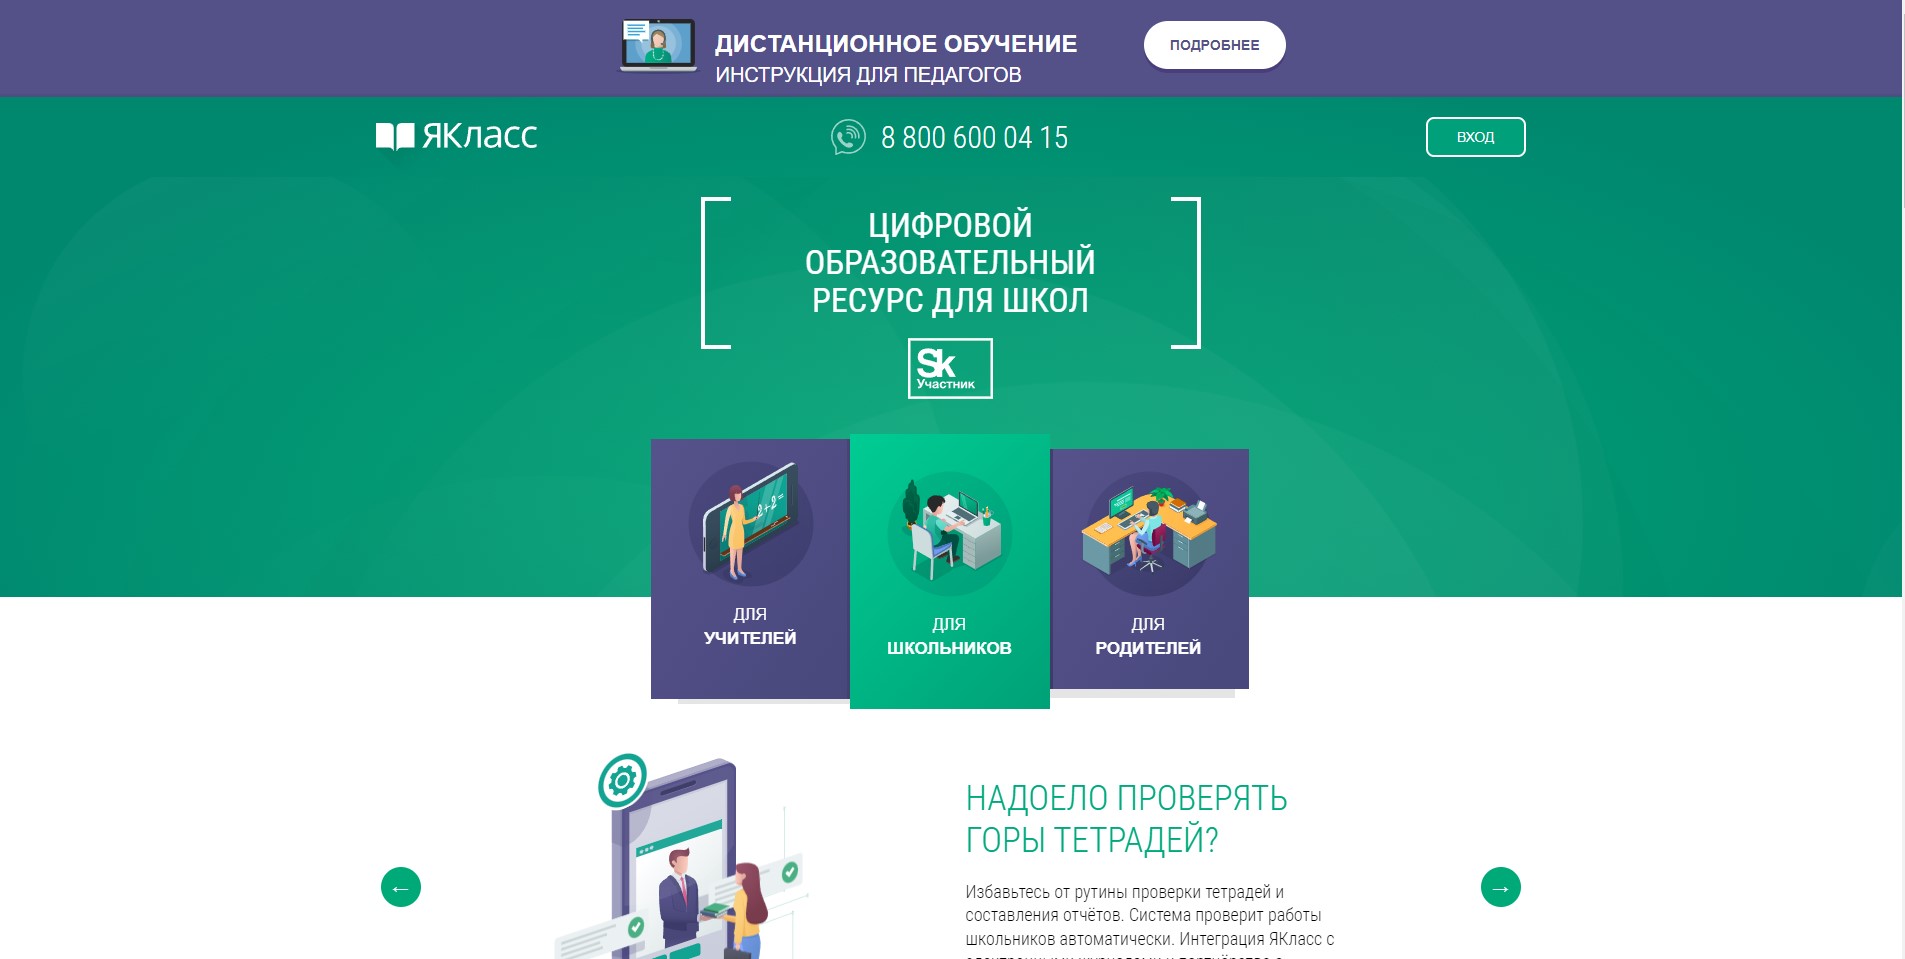 ДИСТАНЦИОННОЕ ОБУЧЕНИЕ
ИНСТРУКЦИЯ ДЛЯ ПЕДАГОГОВ
ПОДРОБНЕЕ
ЯКласс
8 800 600 04 15
ВХОД
ЦИФРОВОЙ
ОБРАЗОВАТЕЛЬНЫЙ
РЕСУРС ДЛЯ ШКОЛ
Sk
Участник
2+2=
ДЛЯ
УЧИТЕЛЕЙ
ДЛЯ
ШКОЛЬНИКОВ
ДЛЯ
РОДИТЕЛЕЙ
НАДОЕЛО ПРОВЕРЯТЬ
ГОРЫ ТЕТРАДЕЙ?
←
→
Избавьтесь от рутины проверки тетрадей и
составления отчётов. Система проверит работы
школьников автоматически. Интеграция ЯКласс с